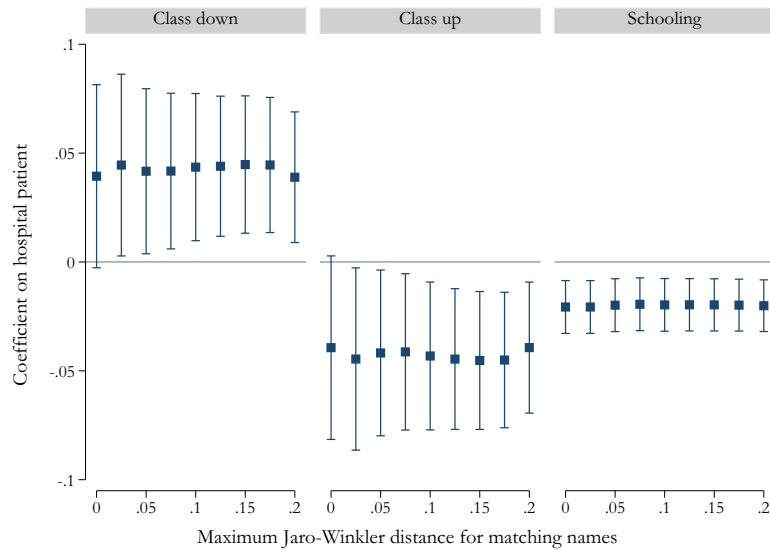 Class down Class up Schooling
.1
.05
0
-.05
-.1
Coefficient on hospital patient
0 .05 .1 .15 .2 0 .05 .1 .15 .2 0 .05 .1 .15 .2
Maximum Jaro-Winkler distance for matching names